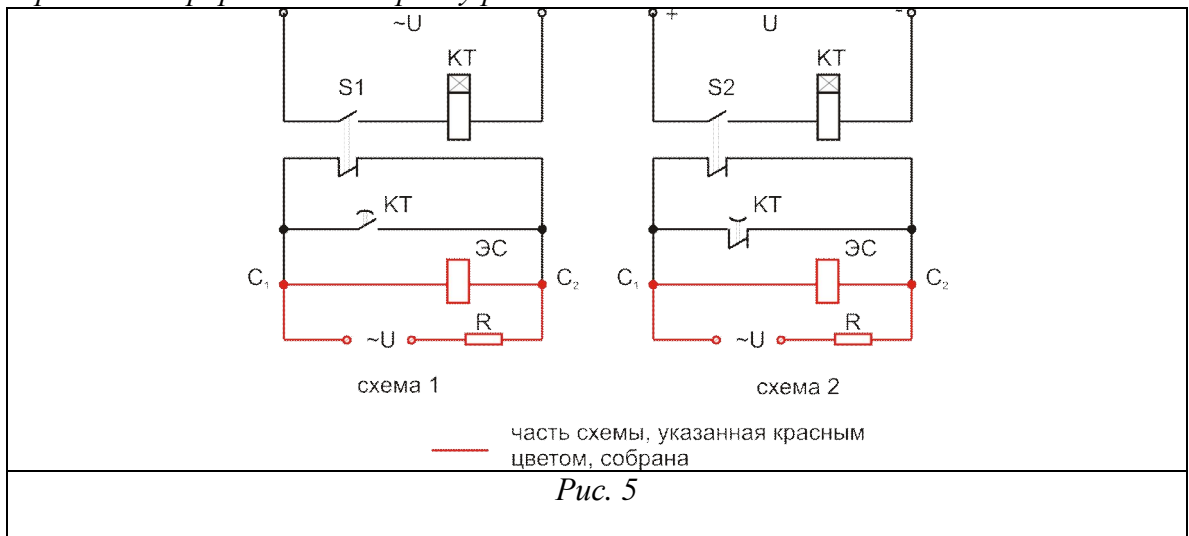 ~U
+ U -
KT
KT
S1
S2
KT
KT
ЭС
ЭС
C₁
C₂
C₁
C₂
~U
R
~U
R
схема 1
схема 2
часть схемы, указанная красным
цветом, собрана
Рис. 5